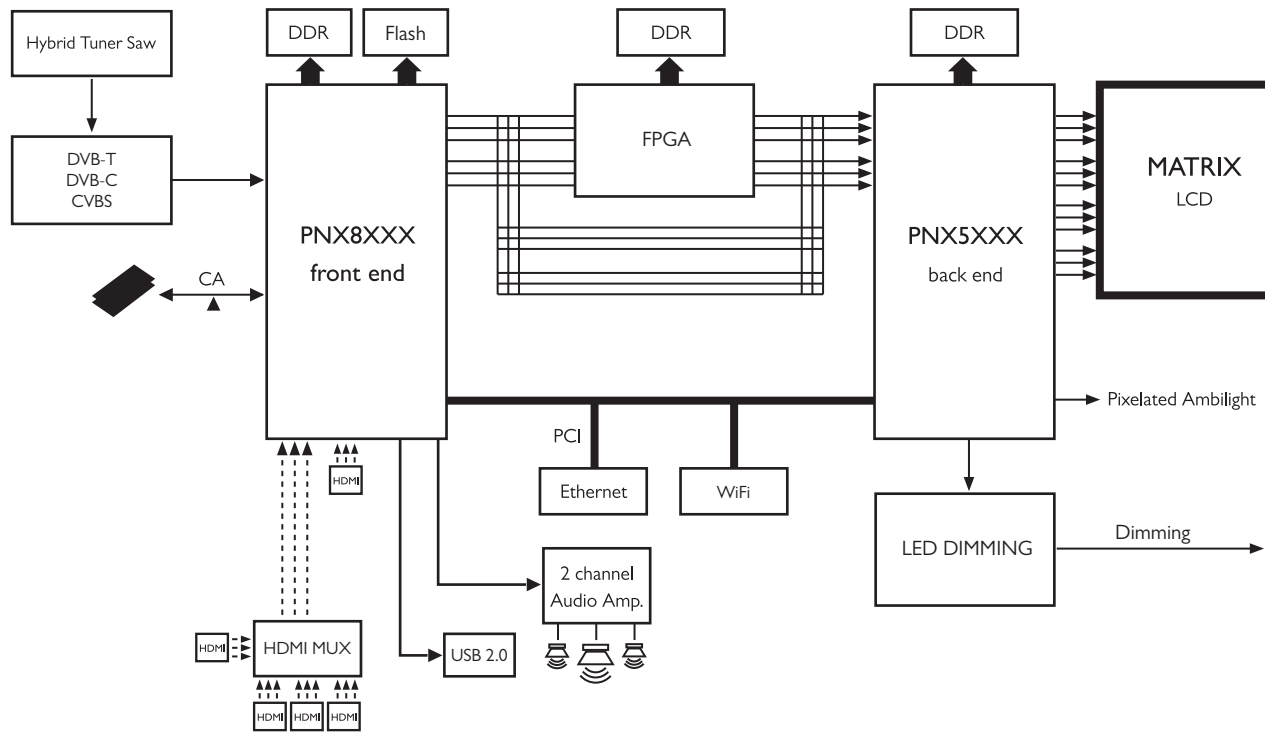 Hybrid Tuner Saw
DDR
Flash
DDR
DDR
DVB-T
DVB-C
CVBS
FPGA
MATRIX
LCD
PNX8XXX
front end
PNX5XXX
back end
CA
Pixelated Ambilight
PCI
HDMI
Ethernet
WiFi
LED DIMMING
Dimming
2 channel
Audio Amp.
HDMI
HDMI MUX
USB 2.0
HDMI
HDMI
HDMI